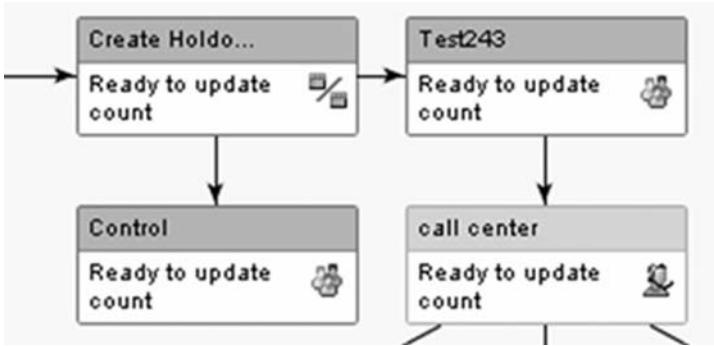 Create Holdo...
Ready to update
count
Test243
Ready to update
count
Control
Ready to update
count
call center
Ready to update
count